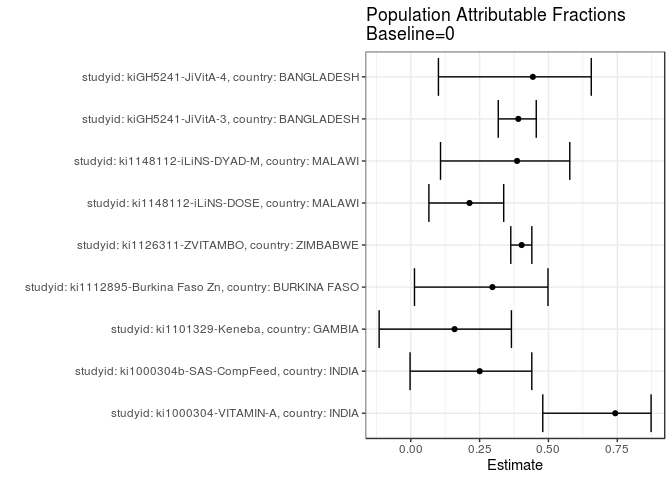 Population Attributable Fractions
Baseline=0
studyid: kiGH5241-JiVitA-4, country: BANGLADESH
studyid: kiGH5241-JiVitA-3, country: BANGLADESH
studyid: ki1148112-iLiNS-DYAD-M, country: MALAWI
studyid: ki1148112-iLiNS-DOSE, country: MALAWI
studyid: ki1126311-ZVITAMBO, country: ZIMBABWE
studyid: ki1112895-Burkina Faso Zn, country: BURKINA FASO
studyid: ki1101329-Keneba, country: GAMBIA
studyid: ki1000304b-SAS-CompFeed, country: INDIA
studyid: ki1000304-VITAMIN-A, country: INDIA
0.00 0.25 0.50 0.75
Estimate